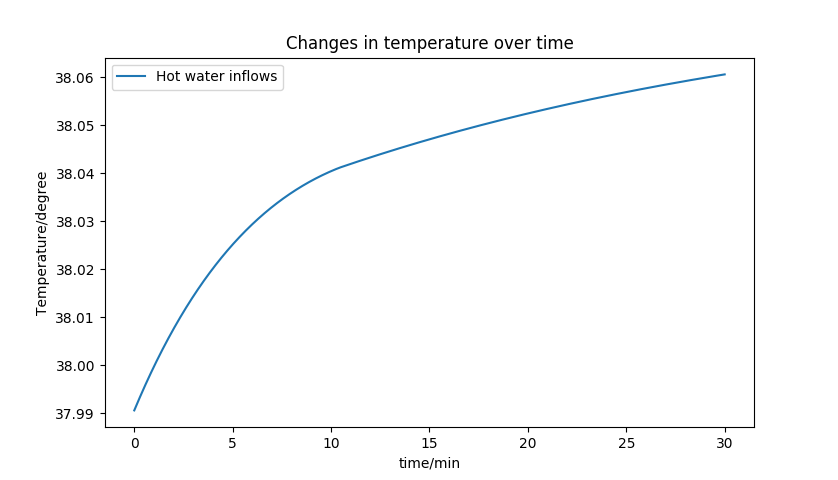 Changes in temperature over time
Hot water inflows
Temperature/degree
38.06
38.05
38.04
38.03
38.02
38.01
38.00
37.99
0 5 10 15 20 25 30
time/min